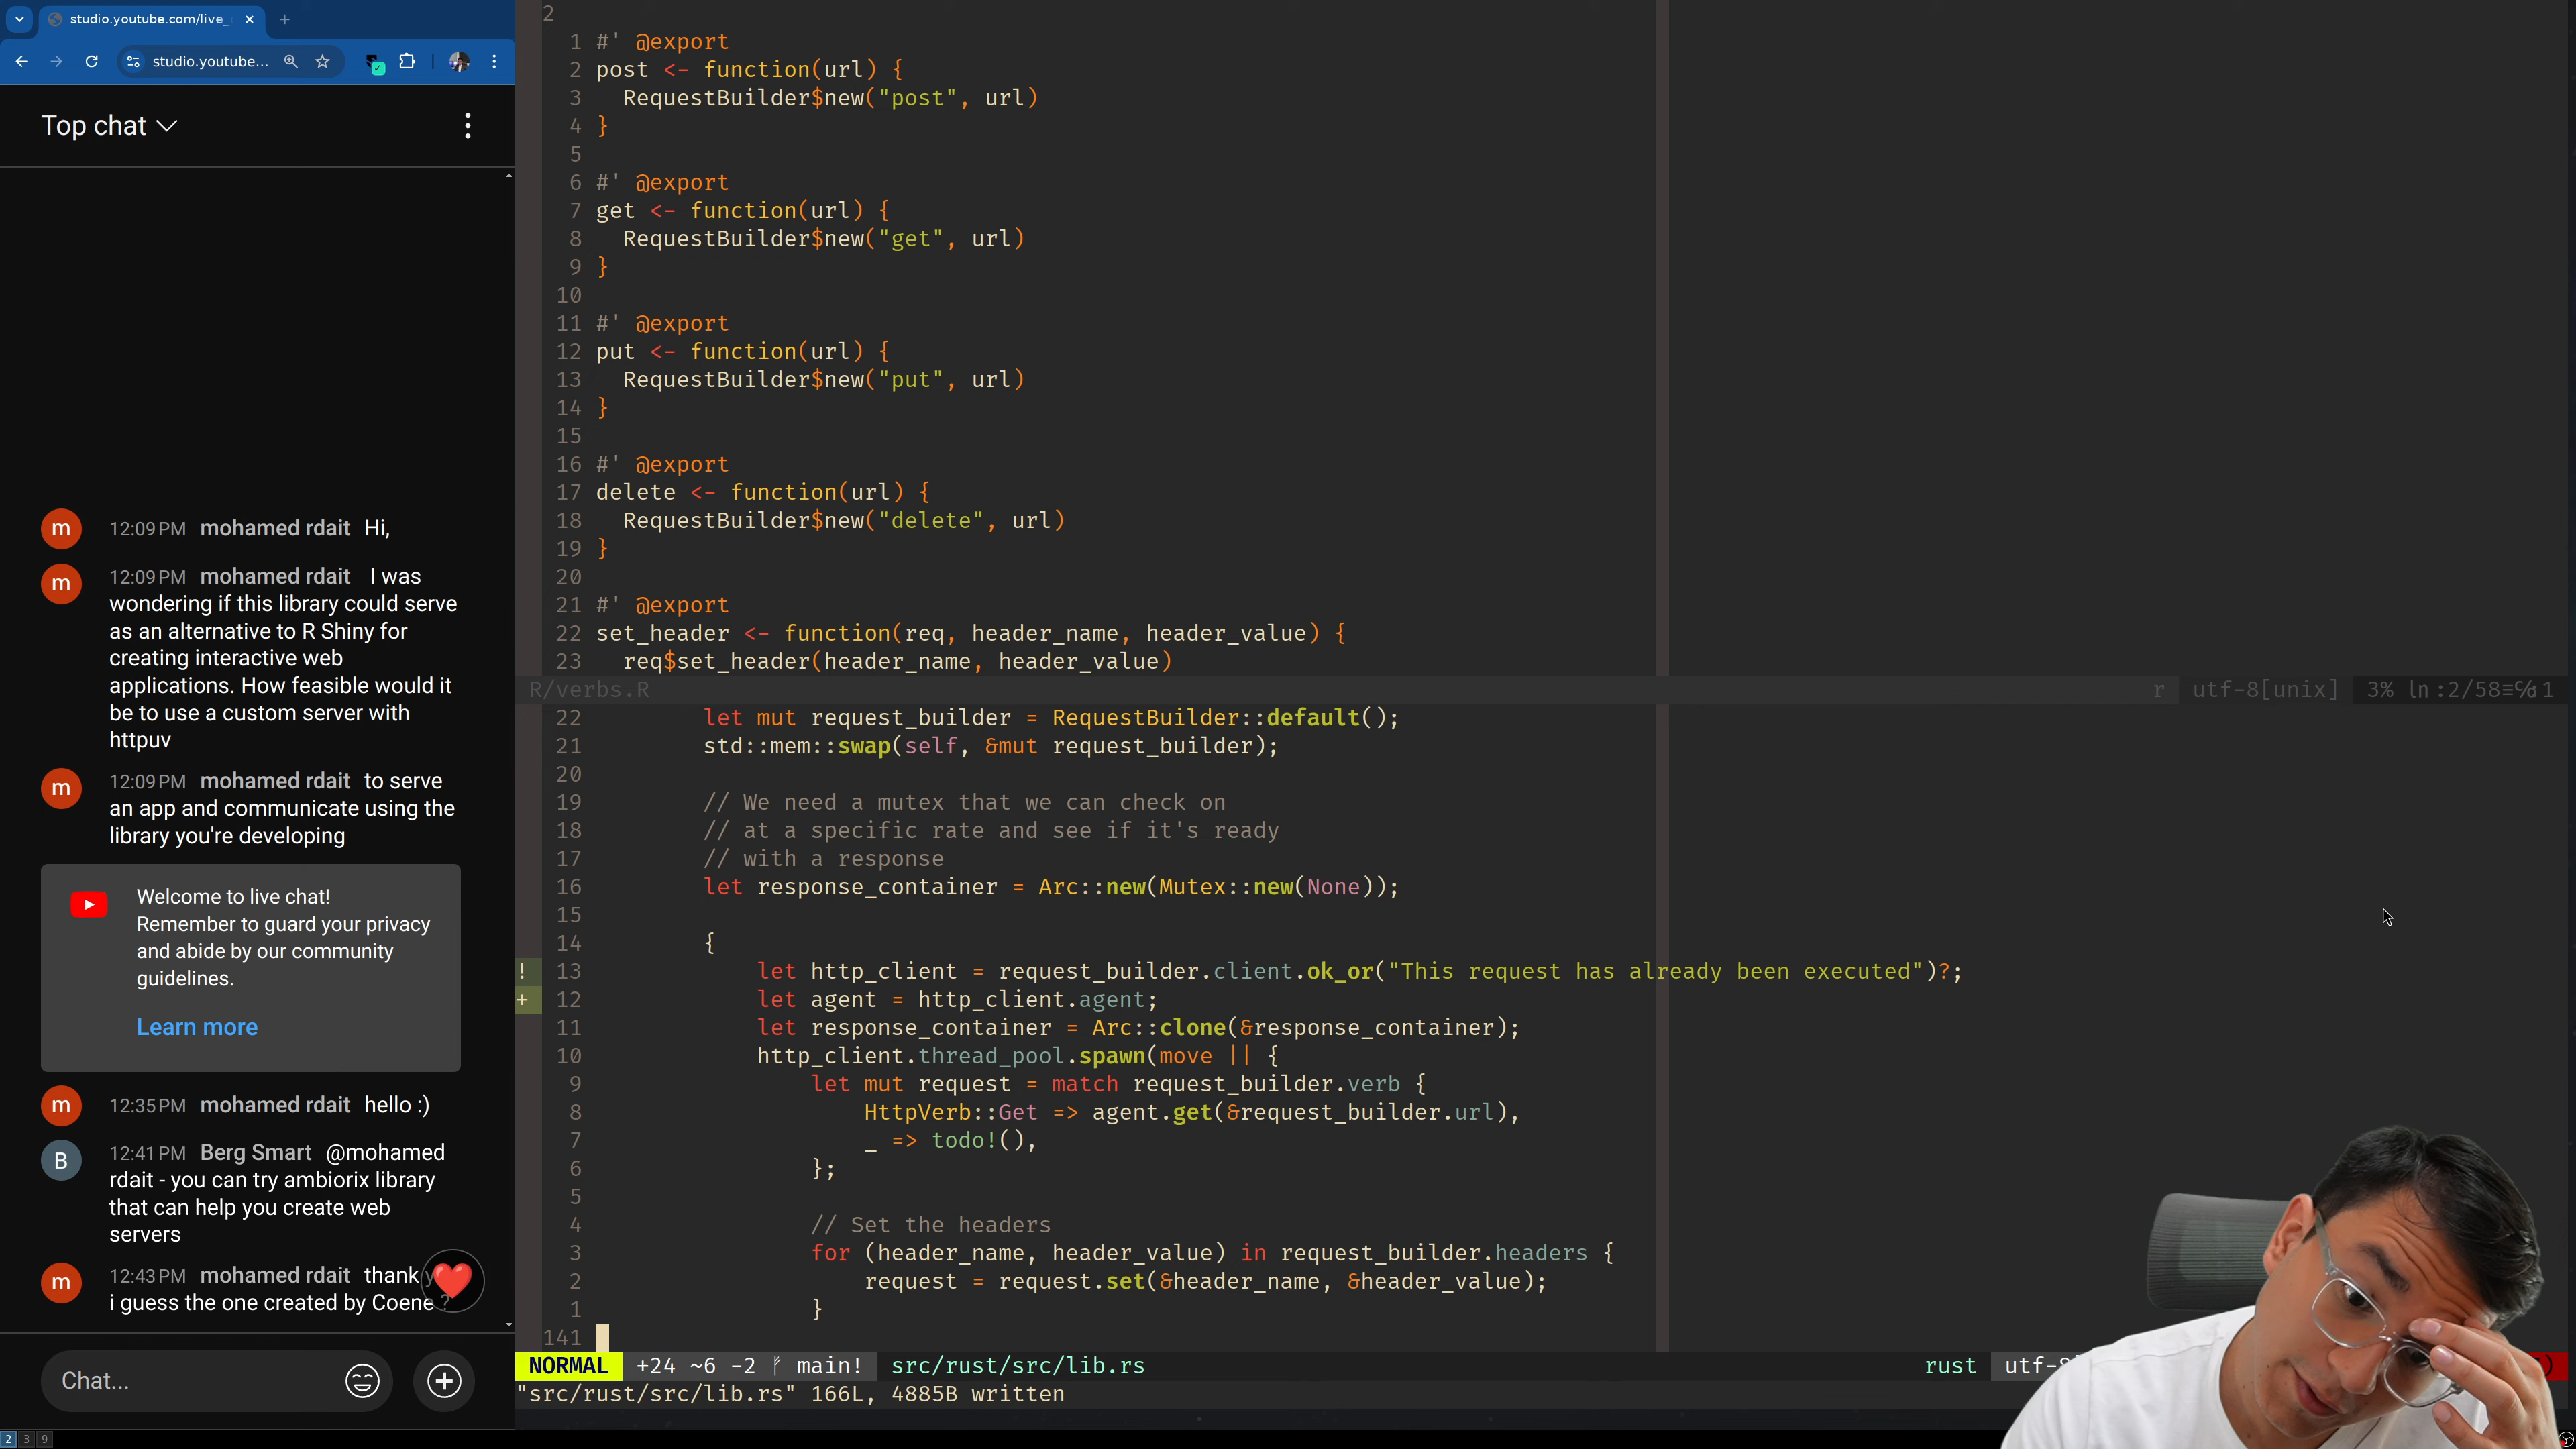 studio.youtube.com/live_
studio.youtube...
Top chat
12:09 PM mohamed rdait Hi,
12:09 PM mohamed rdait I was
wondering if this library could serve
as an alternative to R Shiny for
creating interactive web
applications. How feasible would it
be to use a custom server with
httpuv
12:09 PM mohamed rdait to serve
an app and communicate using the
library you're developing
Welcome to live chat!
Remember to guard your privacy
and abide by our community
guidelines.
Learn more
12:35 PM mohamed rdait hello :)
12:41 PM Berg Smart @mohamed
rdait - you can try ambiorix library
that can help you create web
servers
12:43 PM mohamed rdait thank
i guess the one created by Coene ?
Chat...
2 3 9
2
1 #' @export
2 post <- function(url) {
3 RequestBuilder$new("post", url)
4 }
5
6 #' @export
7 get <- function(url) {
8 RequestBuilder$new("get", url)
9 }
10
11 #' @export
12 put <- function(url) {
13 RequestBuilder$new("put", url)
14 }
15
16 #' @export
17 delete <- function(url) {
18 RequestBuilder$new("delete", url)
19 }
20
21 #' @export
22 set_header <- function(req, header_name, header_value) {
23 req$set_header(header_name, header_value)
R/verbs.R r utf-8[unix] 3% ln:2/58≡℅:1
22 let mut request_builder = RequestBuilder::default();
21 std::mem::swap(self, &mut request_builder);
20
19 // We need a mutex that we can check on
18 // at a specific rate and see if it's ready
17 // with a response
16 let response_container = Arc::new(Mutex::new(None));
15
14 {
! 13 let http_client = request_builder.client.ok_or("This request has already been executed")?;
+ 12 let agent = http_client.agent;
11 let response_container = Arc::clone(&response_container);
10 http_client.thread_pool.spawn(move || {
9 let mut request = match request_builder.verb {
8 HttpVerb::Get => agent.get(&request_builder.url),
7 _ => todo!(),
6 };
5
4 // Set the headers
3 for (header_name, header_value) in request_builder.headers {
2 request = request.set(&header_name, &header_value);
1 }
141
NORMAL +24 ~6 -2 ᚠ main! src/rust/src/lib.rs rust utf-8
"src/rust/src/lib.rs" 166L, 4885B written